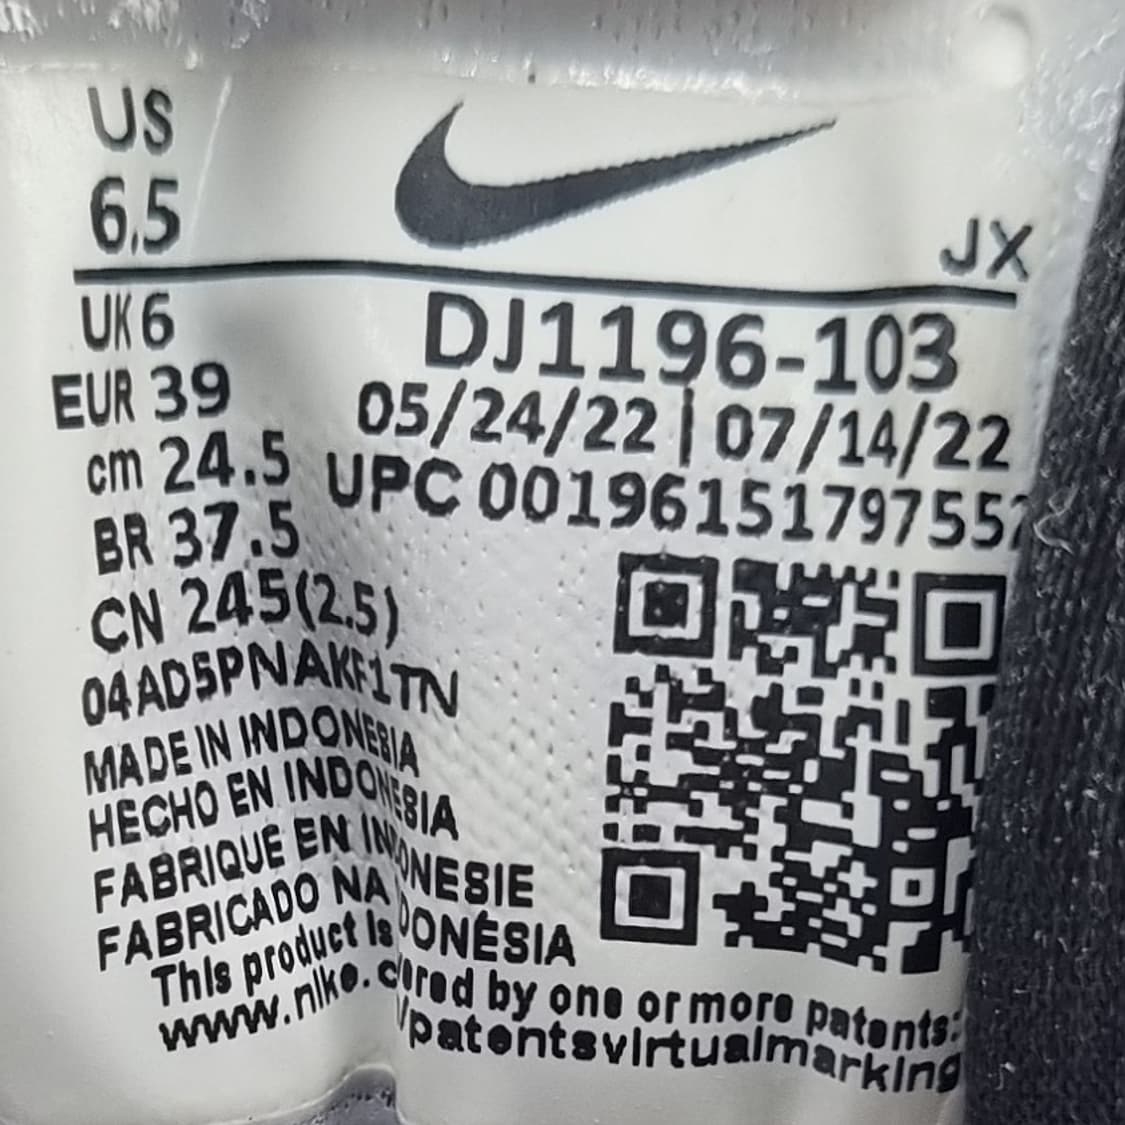 US
6.5
JX
UK 6
DJ1196-103
EUR 39
05/24/22 | 07/14/22
cm 24.5
UPC 0019615179755
BR 37.5
CN 245(2.5)
04AD5PNAKF1TN
MADE IN INDONESIA
HECHO EN INDONESIA
FABRIQUÉ EN INDONESIE
FABRICADO NA INDONÉSIA
This product is covered by one or more patents:
www.nike.com/patentsvirtualmarking